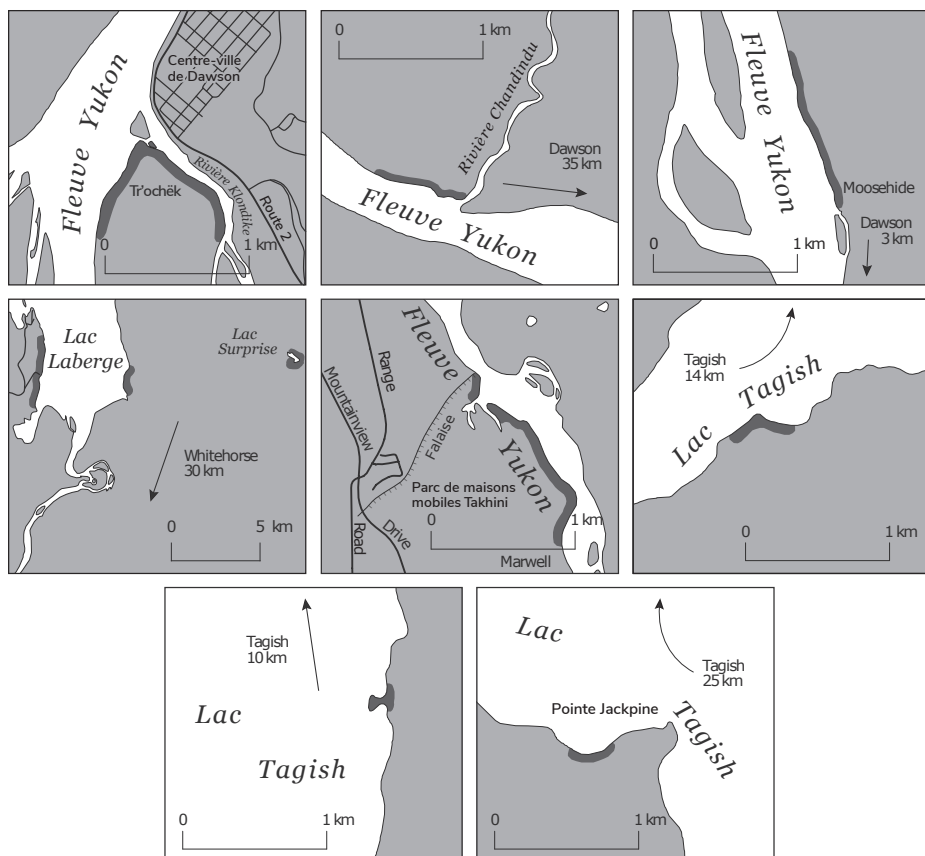 Fleuve Yukon
Centre-ville
de Dawson
Tr'ochëk
Rivière Klondike
Route 2
0 1 km
0 1 km
Rivière Chandindu
Dawson
35 km
Fleuve Yukon
Fleuve Yukon
Moosehide
Dawson
3 km
0 1 km
Lac
Laberge
Lac
Surprise
Whitehorse
30 km
0 5 km
Fleuve
Yukon
Range
Mountainview
Falaise
Parc de maisons
mobiles Takhini
0 1 km
Road
Drive
Marwell
Tagish
14 km
Lac Tagish
0 1 km
Tagish
10 km
Lac
Tagish
0 1 km
Lac
Tagish
25 km
Pointe Jackpine
Tagish
0 1 km